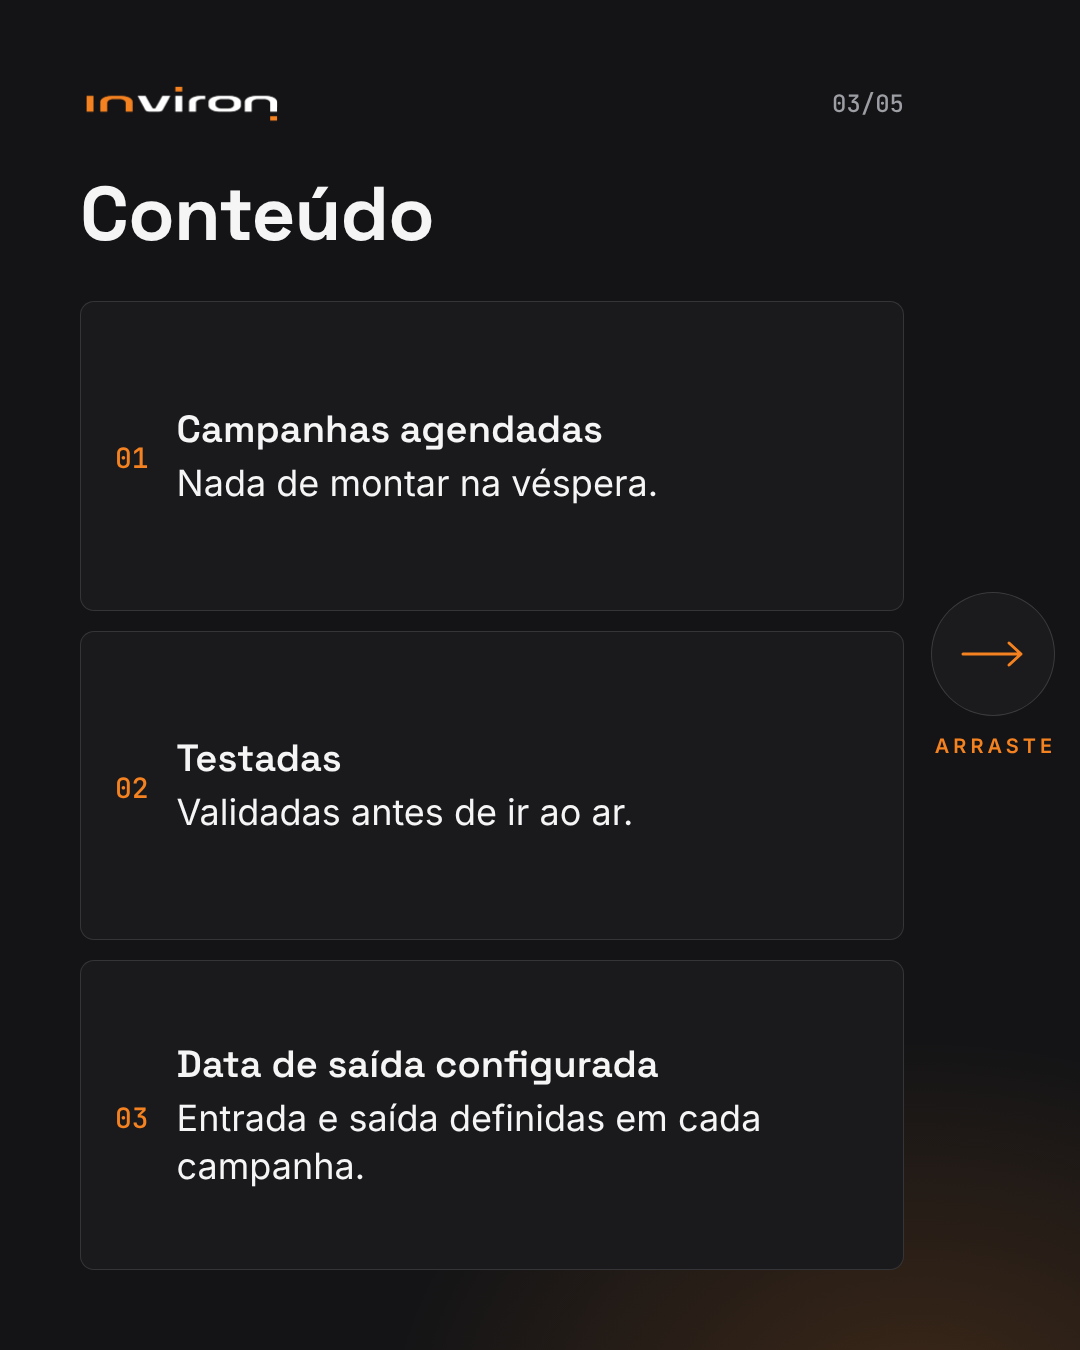 inviron
03/05
Conteúdo
01
Campanhas agendadas
Nada de montar na véspera.
02
Testadas
Validadas antes de ir ao ar.
03
Data de saída configurada
Entrada e saída definidas em cada
campanha.
ARRASTE